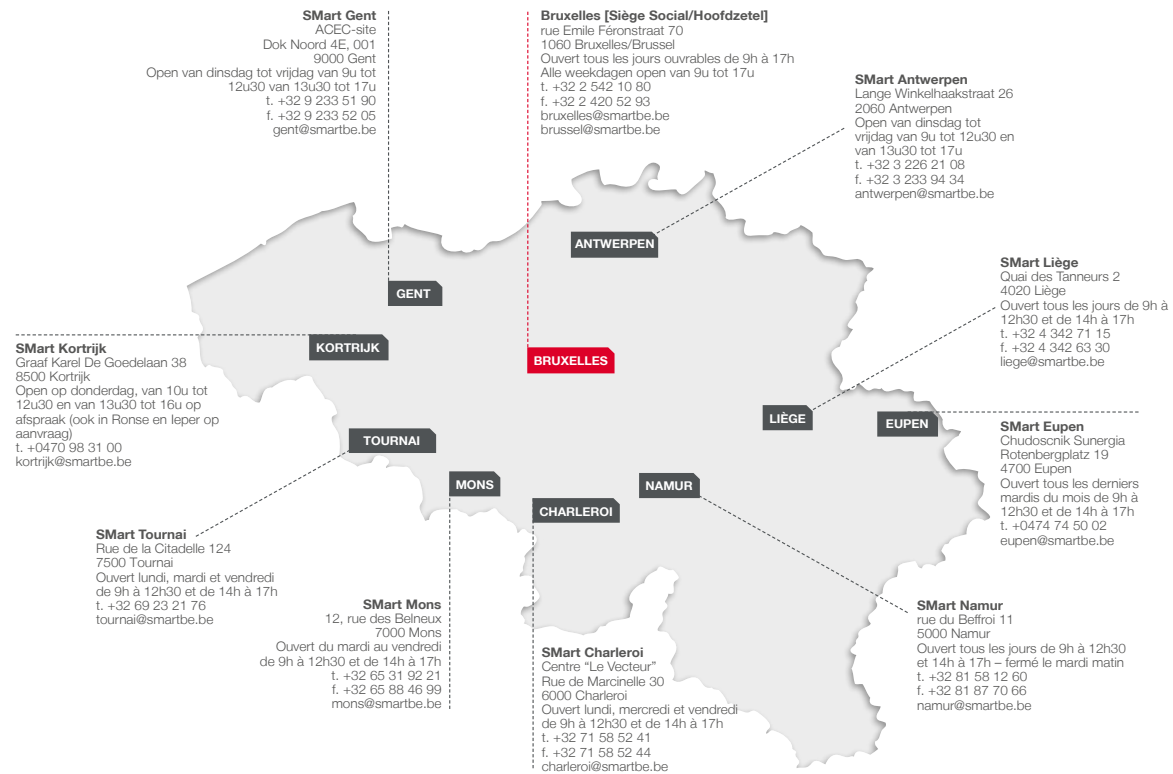 SMart Gent
ACEC-site
Dok Noord 4E, 001
9000 Gent
Open van dinsdag tot vrijdag van 9u tot
12u30 van 13u30 tot 17u
t. +32 9 233 51 90
f. +32 9 233 52 05
gent@smartbe.be
Bruxelles [Siège Social/Hoofdzetel]
rue Emile Féronstraat 70
1060 Bruxelles/Brussel
Ouvert tous les jours ouvrables de 9h à 17h
Alle weekdagen open van 9u tot 17u
t. +32 2 542 10 80
f. +32 2 420 52 93
bruxelles@smartbe.be
brussel@smartbe.be
SMart Antwerpen
Lange Winkelhaakstraat 26
2060 Antwerpen
Open van dinsdag tot
vrijdag van 9u tot 12u30 en
van 13u30 tot 17u
t. +32 3 226 21 08
f. +32 3 233 94 34
antwerpen@smartbe.be
ANTWERPEN
GENT
KORTRIJK
BRUXELLES
LIÈGE
EUPEN
TOURNAI
MONS
NAMUR
CHARLEROI
SMart Liège
Quai des Tanneurs 2
4020 Liège
Ouvert tous les jours de 9h à
12h30 et de 14h à 17h
t. +32 4 342 71 15
f. +32 4 342 63 30
liege@smartbe.be
SMart Kortrijk
Graaf Karel De Goedelaan 38
8500 Kortrijk
Open op donderdag, van 10u tot
12u30 en van 13u30 tot 16u op
afspraak (ook in Ronse en Ieper op
aanvraag)
t. +0470 98 31 00
kortrijk@smartbe.be
SMart Eupen
Chudoscnik Sunergia
Rotenbergplatz 19
4700 Eupen
Ouvert tous les derniers
mardis du mois de 9h à
12h30 et de 14h à 17h
t. +0474 74 50 02
eupen@smartbe.be
SMart Tournai
Rue de la Citadelle 124
7500 Tournai
Ouvert lundi, mardi et vendredi
de 9h à 12h30 et de 14h à 17h
t. +32 69 23 21 76
tournai@smartbe.be
SMart Mons
12, rue des Belneux
7000 Mons
Ouvert du mardi au vendredi
de 9h à 12h30 et de 14h à 17h
t. +32 65 31 92 21
f. +32 65 88 46 99
mons@smartbe.be
SMart Charleroi
Centre “Le Vecteur”
Rue de Marcinelle 30
6000 Charleroi
Ouvert lundi, mercredi et vendredi
de 9h à 12h30 et de 14h à 17h
t. +32 71 58 52 41
f. +32 71 58 52 44
charleroi@smartbe.be
SMart Namur
rue du Beffroi 11
5000 Namur
Ouvert tous les jours de 9h à 12h30
et 14h à 17h – fermé le mardi matin
t. +32 81 58 12 60
f. +32 81 87 70 66
namur@smartbe.be